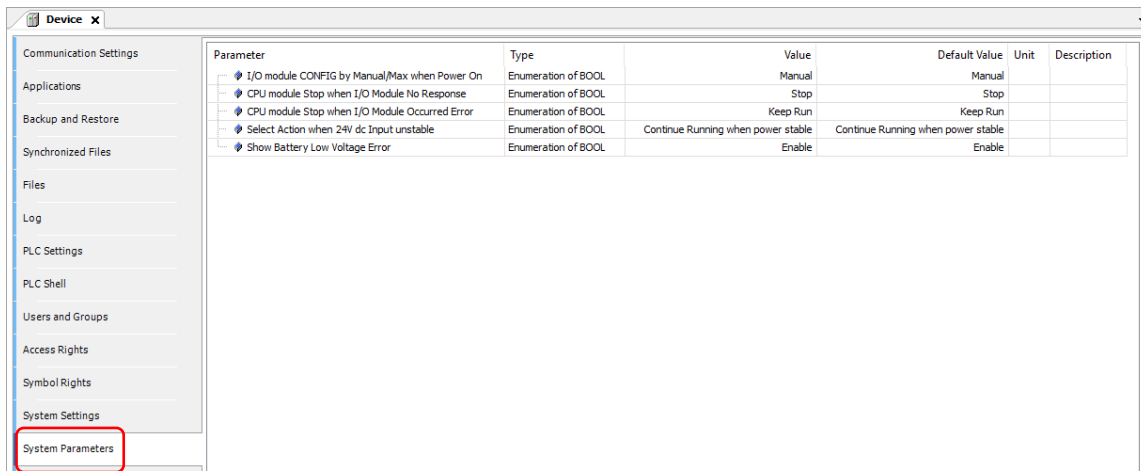 Device X
Communication Settings
Applications
Backup and Restore
Synchronized Files
Files
Log
PLC Settings
PLC Shell
Users and Groups
Access Rights
Symbol Rights
System Settings
System Parameters
Parameter Type Value Default Value Unit Description
I/O module CONFIG by Manual/Max when Power On Enumeration of BOOL Manual Manual
CPU module Stop when I/O Module No Response Enumeration of BOOL Stop Stop
CPU module Stop when I/O Module Occurred Error Enumeration of BOOL Keep Run Keep Run
Select Action when 24V dc Input unstable Enumeration of BOOL Continue Running when power stable Continue Running when power stable
Show Battery Low Voltage Error Enumeration of BOOL Enable Enable